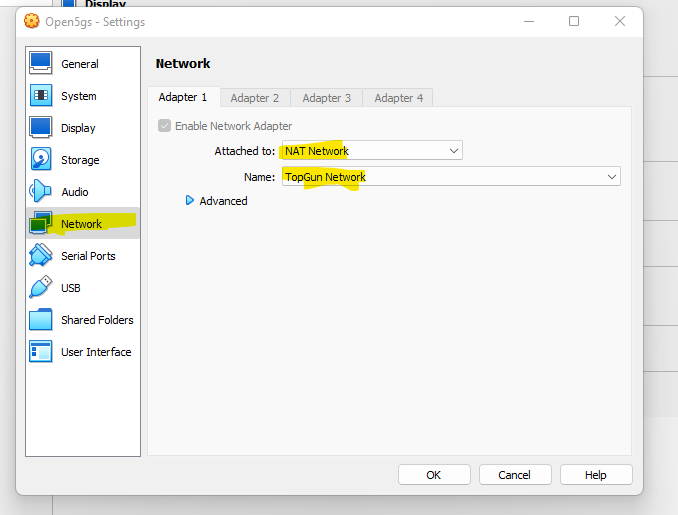 Display
Open5gs - Settings
General
System
Display
Storage
Audio
Network
Serial Ports
USB
Shared Folders
User Interface
Network
Adapter 1 Adapter 2 Adapter 3 Adapter 4
Enable Network Adapter
Attached to: NAT Network
Name: TopGun Network
Advanced
OK Cancel Help